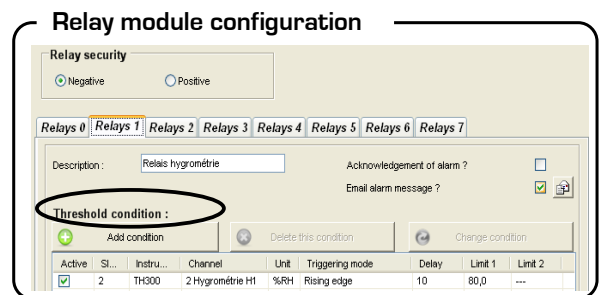 Relay module configuration
Relay security
Negative Positive
Relays 0 Relays 1 Relays 2 Relays 3 Relays 4 Relays 5 Relays 6 Relays 7
Description : Relais hygrométrie Acknowledgement of alarm ?
Email alarm message ?
Threshold condition :
Add condition Delete this condition Change condition
Active Sl... Instru... Channel Unit Triggering mode Delay Limit 1 Limit 2
2 TH300 2 Hygrométrie H1 %RH Rising edge 10 80,0 ---